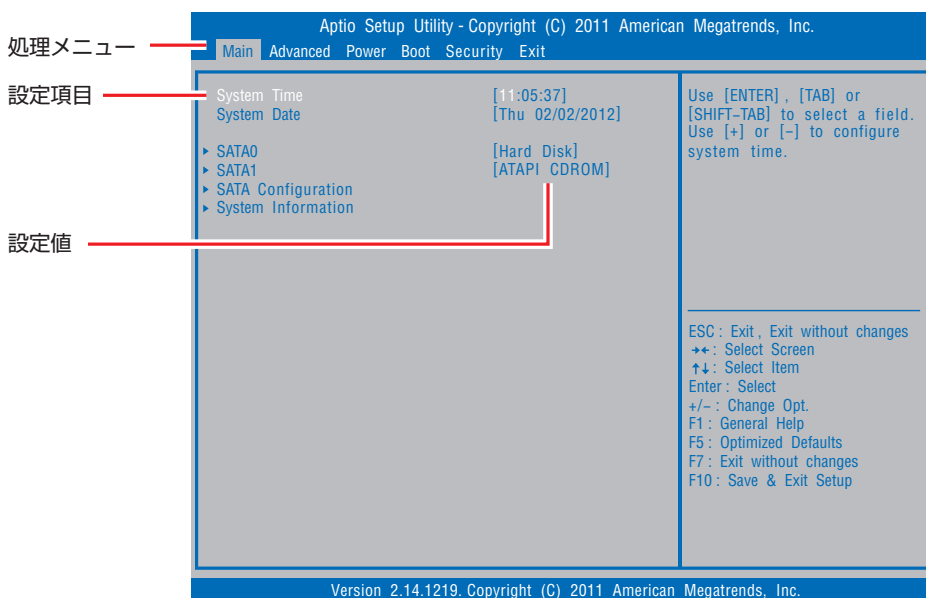 Aptio Setup Utility - Copyright (C) 2011 American Megatrends, Inc.
処理メニュー
Main Advanced Power Boot Security Exit
設定項目
System Time [11:05:37]
System Date [Thu 02/02/2012]
▸ SATA0 [Hard Disk]
▸ SATA1 [ATAPI CDROM]
▸ SATA Configuration
▸ System Information
設定値
Use [ENTER] , [TAB] or
[SHIFT-TAB] to select a field.
Use [+] or [-] to configure
system time.
ESC : Exit , Exit without changes
→← : Select Screen
↑↓ : Select Item
Enter : Select
+/- : Change Opt.
F1 : General Help
F5 : Optimized Defaults
F7 : Exit without changes
F10 : Save & Exit Setup
Version 2.14.1219. Copyright (C) 2011 American Megatrends, Inc.